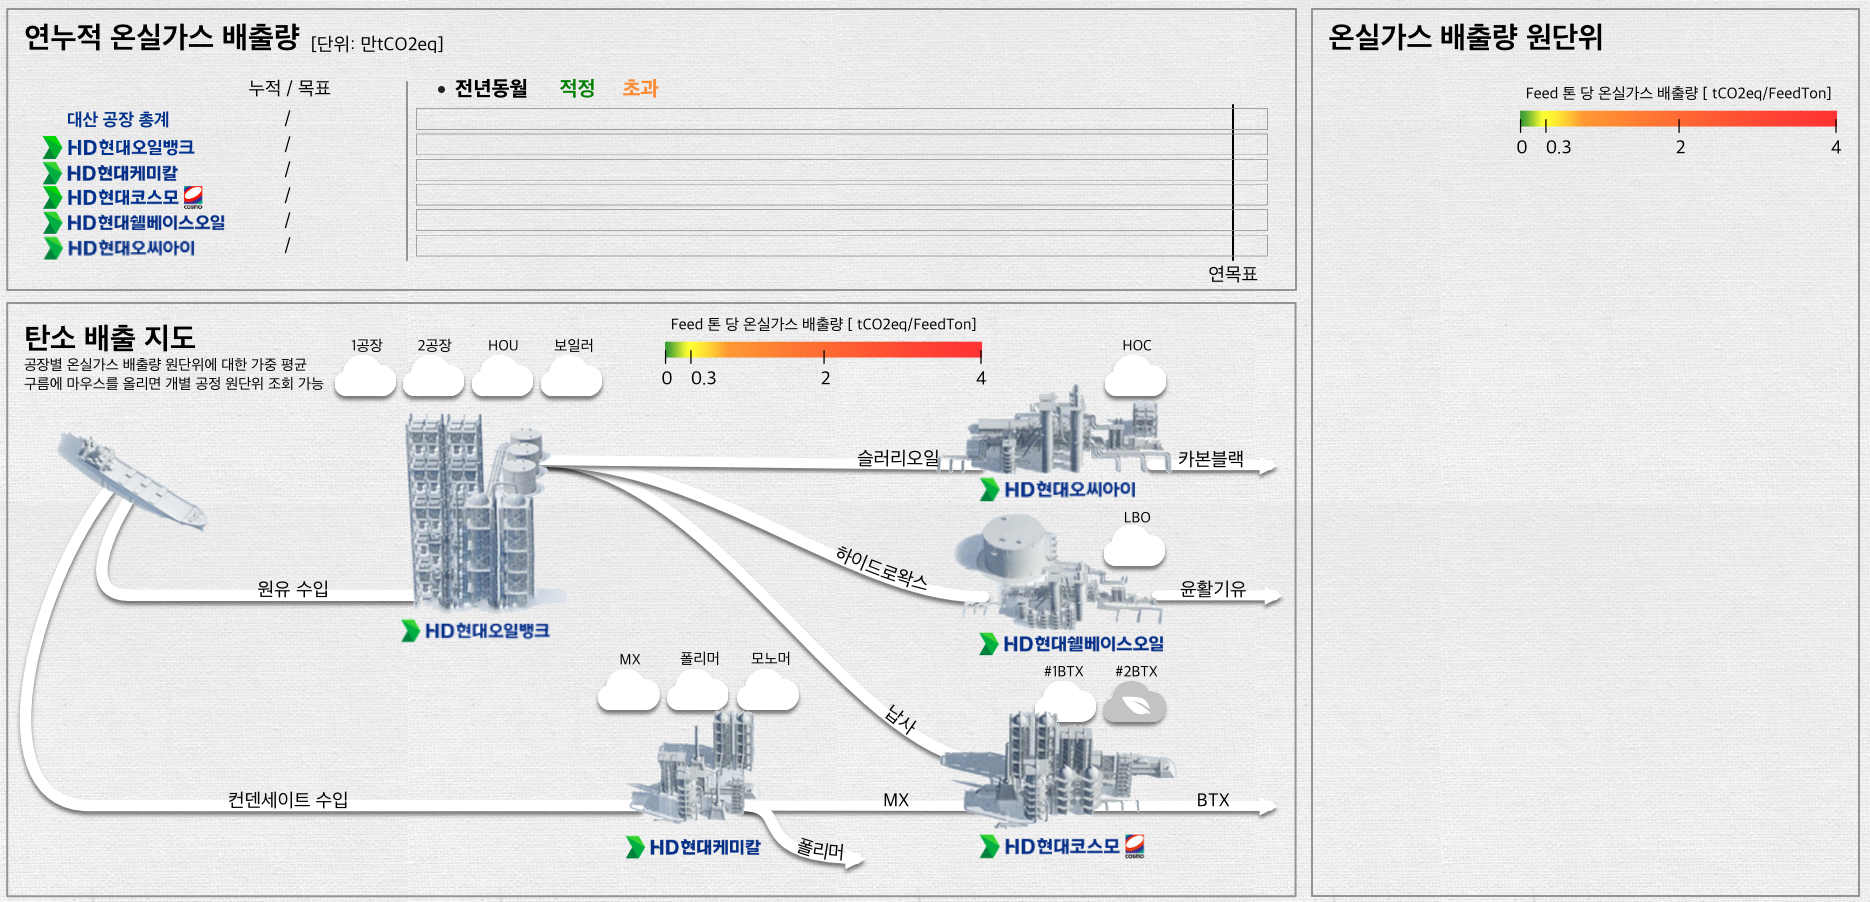 연누적 온실가스 배출량 [단위: 만tCO2eq]
누적 / 목표
• 전년동월 적정 초과
대산 공장 총계 /
HD현대오일뱅크 /
HD현대케미칼 /
HD현대코스모 COSMO /
HD현대쉘베이스오일 /
HD현대오씨아이 /
연목표
온실가스 배출량 원단위
Feed 톤 당 온실가스 배출량 [ tCO2eq/FeedTon]
0 0.3 2 4
탄소 배출 지도
공장별 온실가스 배출량 원단위에 대한 가중 평균
구름에 마우스를 올리면 개별 공정 원단위 조회 가능
1공장 2공장 HOU 보일러
Feed 톤 당 온실가스 배출량 [ tCO2eq/FeedTon]
0 0.3 2 4
HOC
슬러리오일
카본블랙
HD현대오씨아이
LBO
하이드로왁스
원유 수입
윤활기유
HD현대오일뱅크
HD현대쉘베이스오일
MX 폴리머 모노머
#1BTX #2BTX
납사
컨덴세이트 수입
MX
BTX
폴리머
HD현대케미칼
HD현대코스모 COSMO